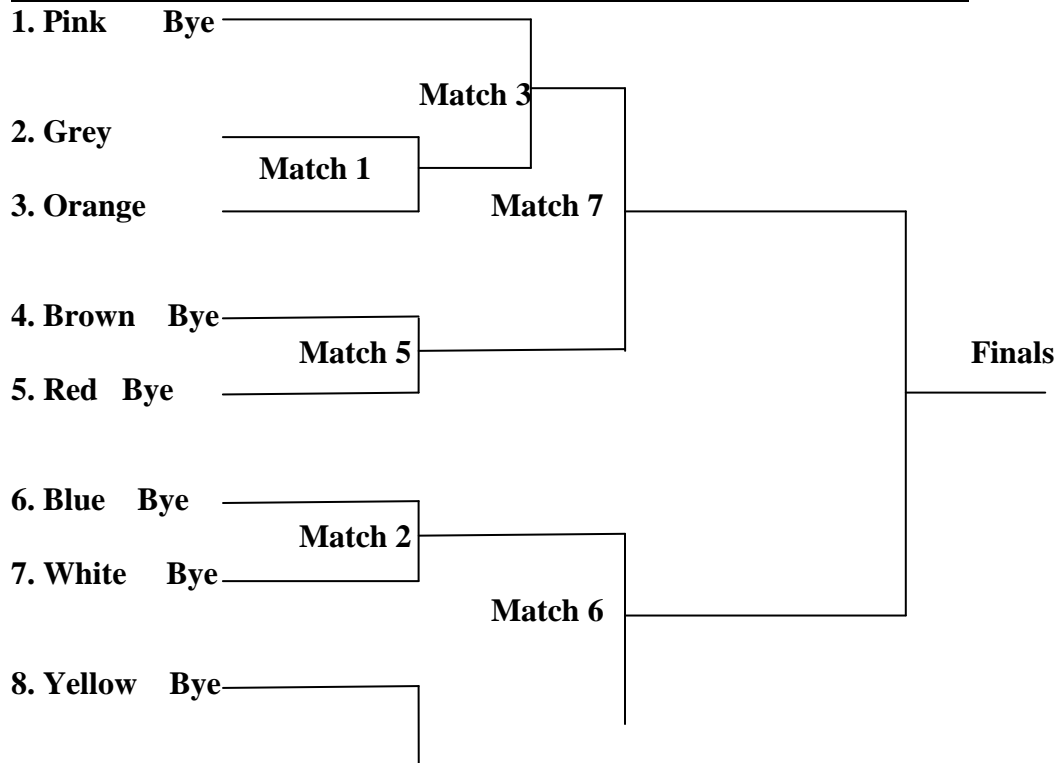 1. Pink Bye
Match 3
2. Grey
Match 1
3. Orange
Match 7
4. Brown Bye
Match 5
Finals
5. Red Bye
6. Blue Bye
Match 2
7. White Bye
Match 6
8. Yellow Bye